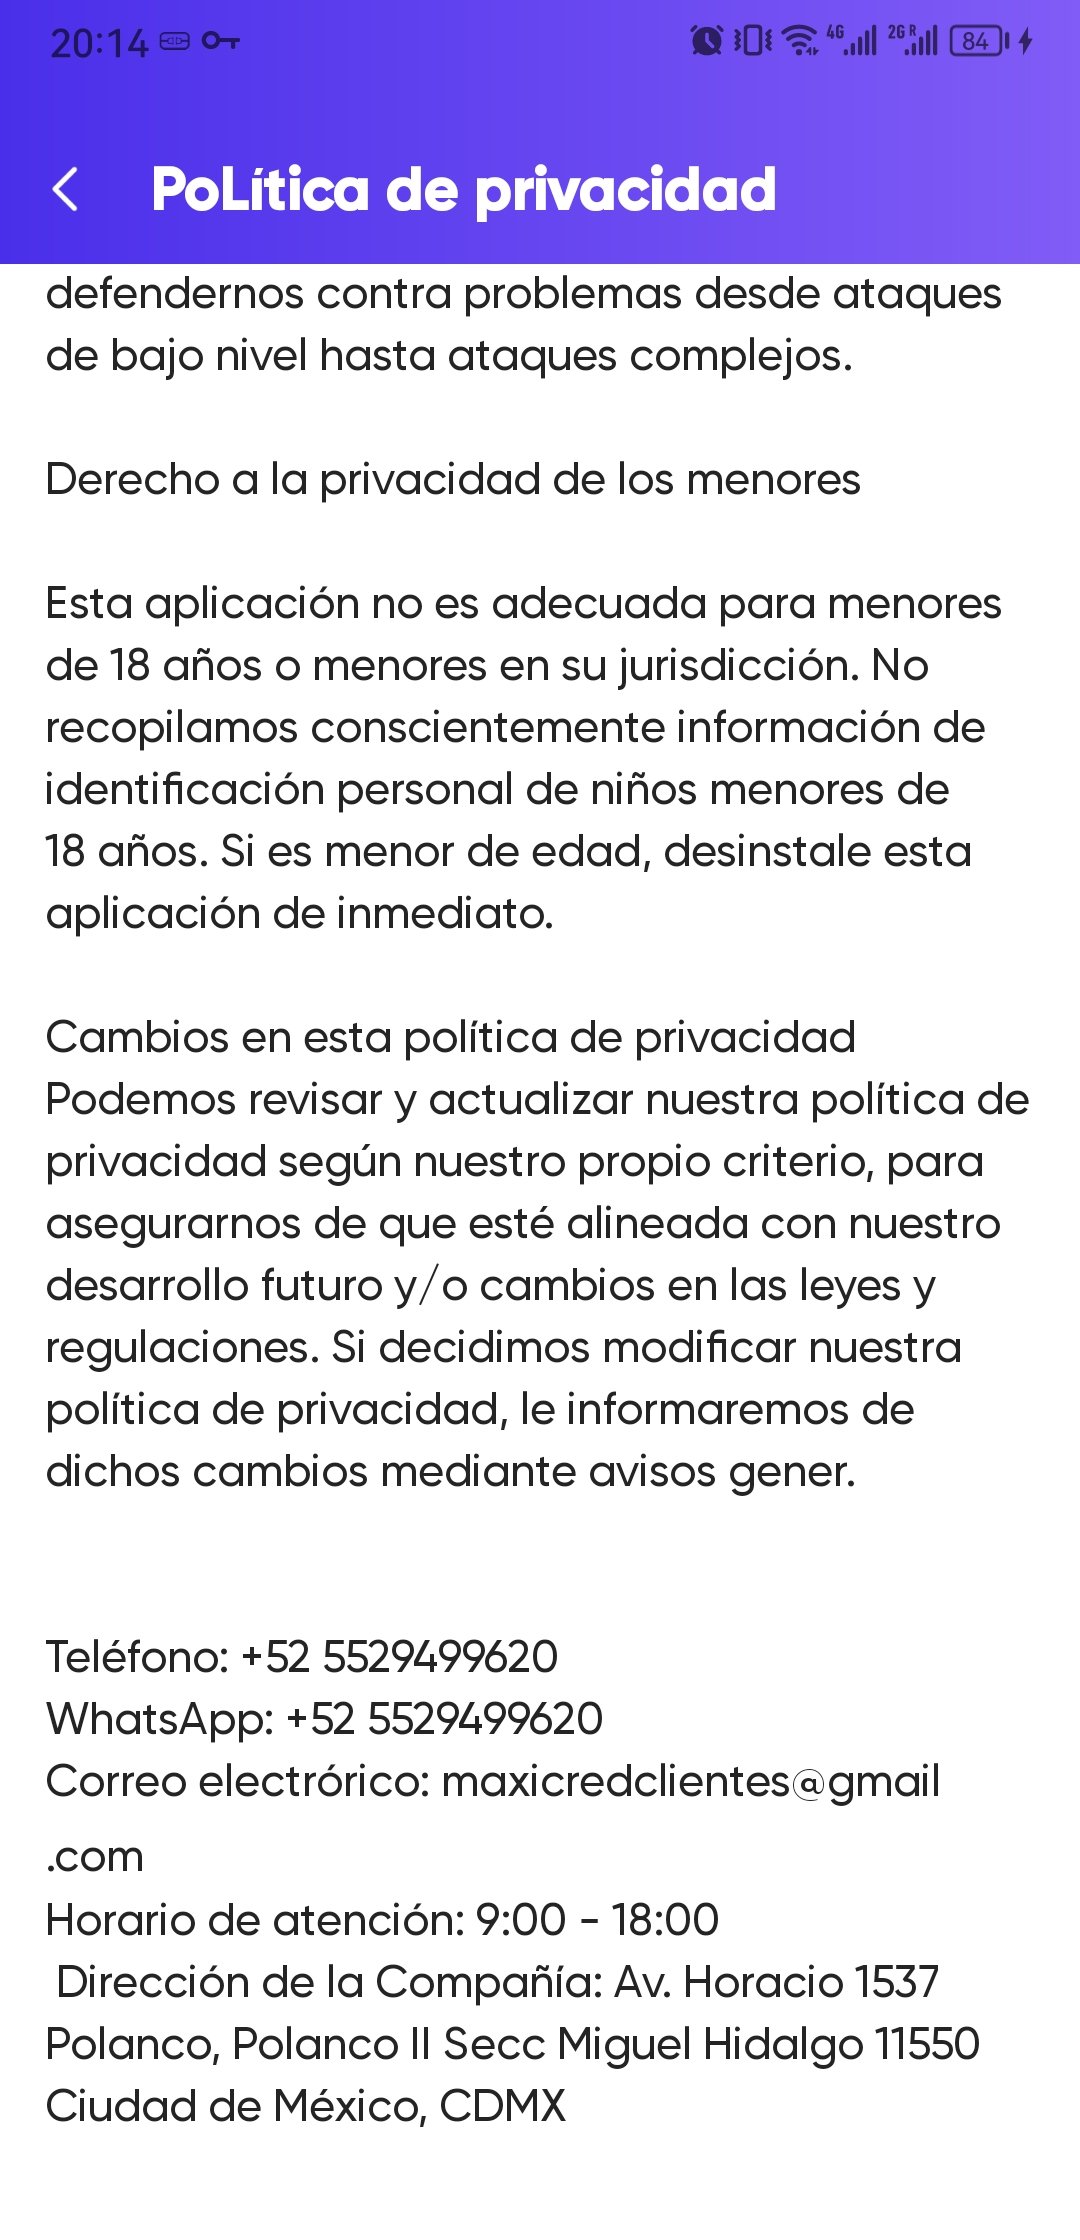 20:14
4G 2G R 84
PoLítica de privacidad
defendernos contra problemas desde ataques
de bajo nivel hasta ataques complejos.
Derecho a la privacidad de los menores
Esta aplicación no es adecuada para menores
de 18 años o menores en su jurisdicción. No
recopilamos conscientemente información de
identificación personal de niños menores de
18 años. Si es menor de edad, desinstale esta
aplicación de inmediato.
Cambios en esta política de privacidad
Podemos revisar y actualizar nuestra política de
privacidad según nuestro propio criterio, para
asegurarnos de que esté alineada con nuestro
desarrollo futuro y/o cambios en las leyes y
regulaciones. Si decidimos modificar nuestra
política de privacidad, le informaremos de
dichos cambios mediante avisos gener.
Teléfono: +52 5529499620
WhatsApp: +52 5529499620
Correo electrórico: maxicredclientes@gmail
.com
Horario de atención: 9:00 - 18:00
Dirección de la Compañía: Av. Horacio 1537
Polanco, Polanco II Secc Miguel Hidalgo 11550
Ciudad de México, CDMX